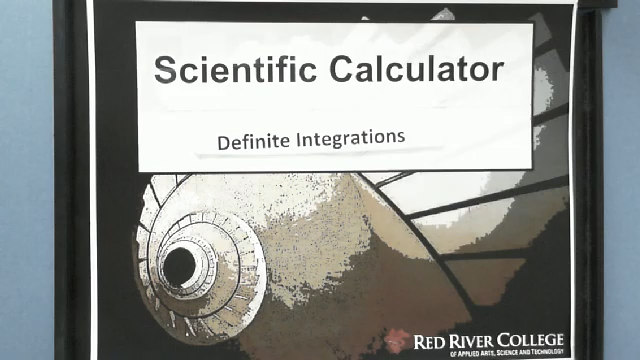 Scientific Calculator
Definite Integrations
RED RIVER COLLEGE
OF APPLIED ARTS, SCIENCE AND TECHNOLOGY